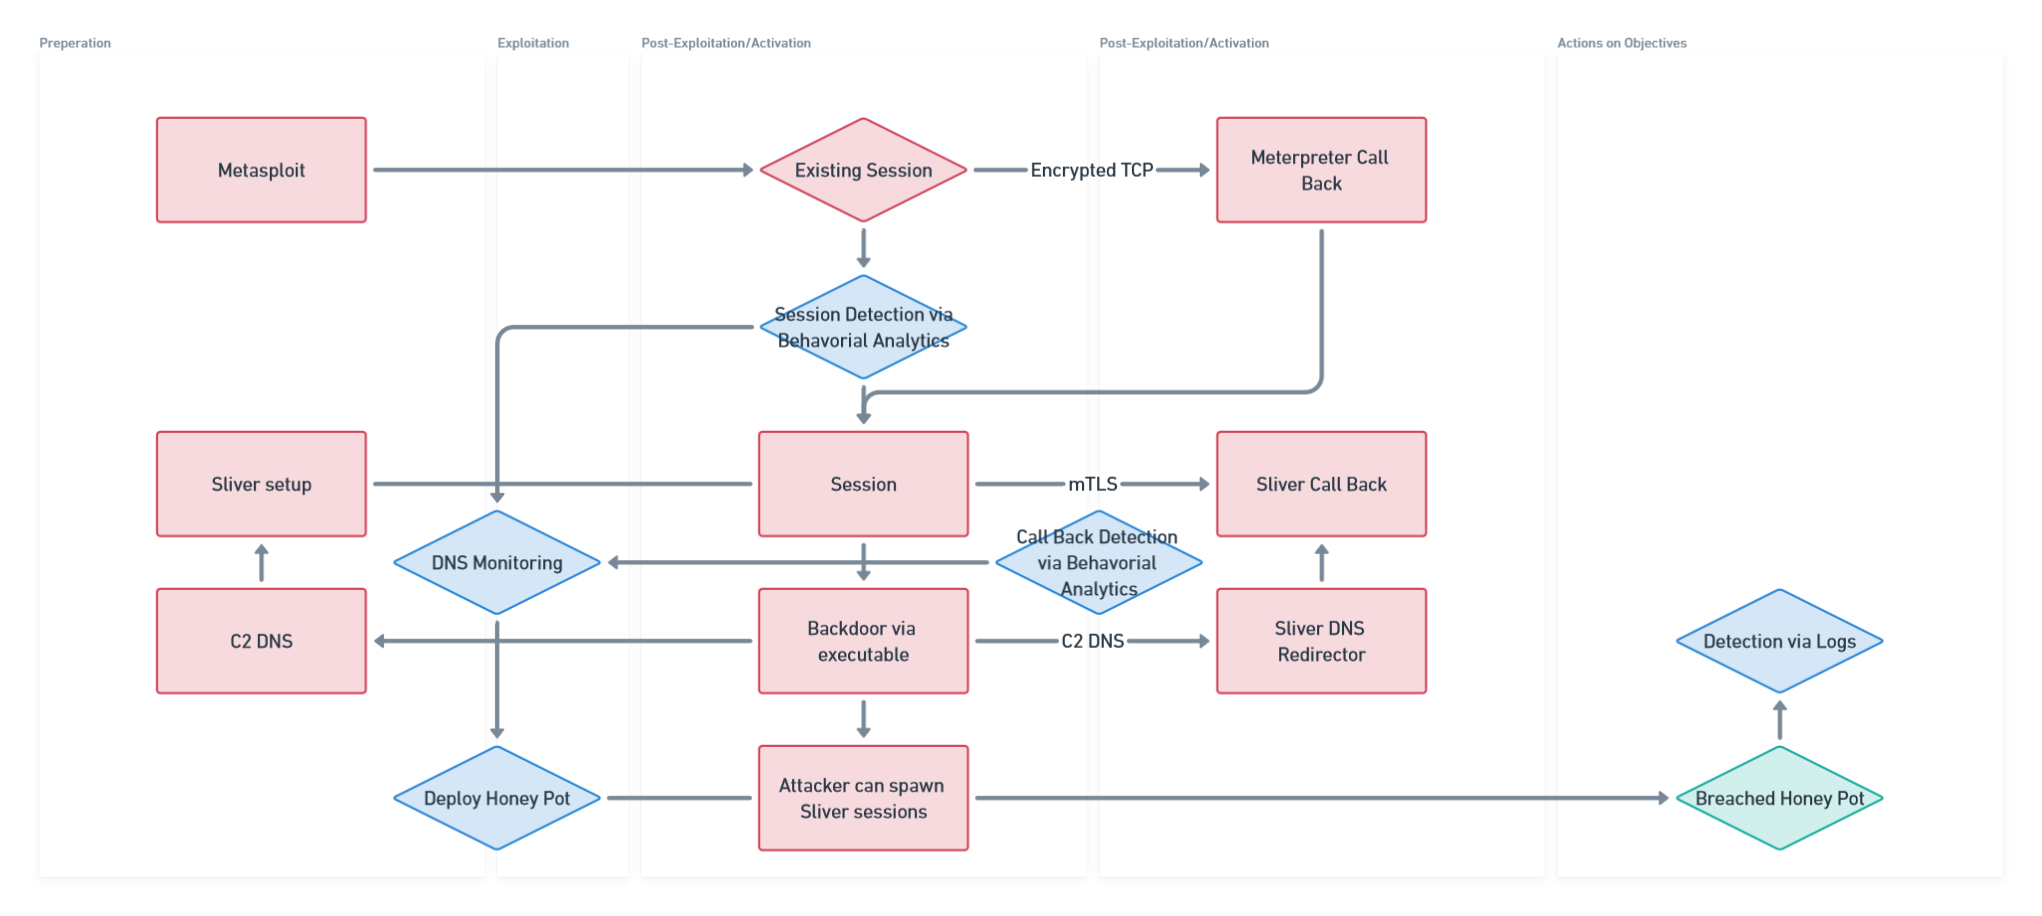 Preperation
Exploitation
Post-Exploitation/Activation
Post-Exploitation/Activation
Actions on Objectives
Metasploit
Existing Session
Encrypted TCP
Meterpreter Call
Back
Session Detection via
Behavorial Analytics
Sliver setup
Session
mTLS
Sliver Call Back
DNS Monitoring
Call Back Detection
via Behavorial
Analytics
C2 DNS
Backdoor via
executable
C2 DNS
Sliver DNS
Redirector
Detection via Logs
Deploy Honey Pot
Attacker can spawn
Sliver sessions
Breached Honey Pot